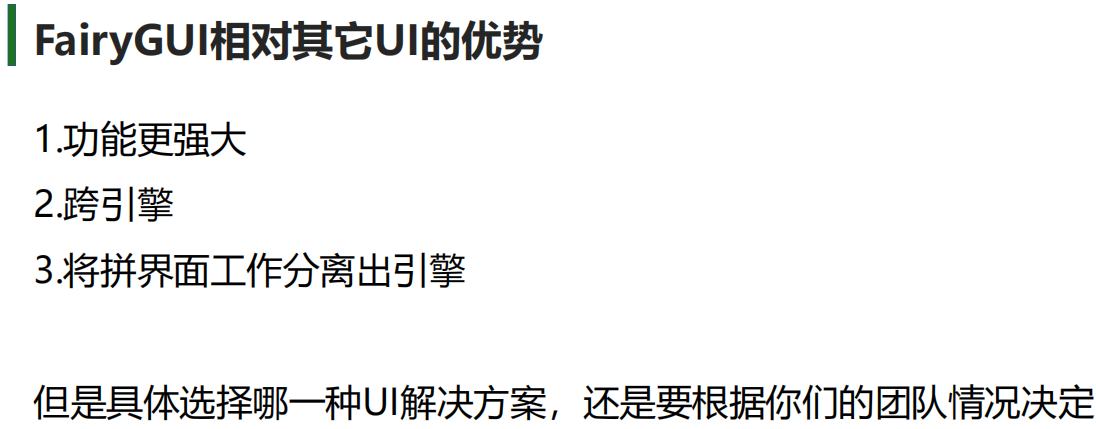 FairyGUI相对其它UI的优势
1.功能更强大
2.跨引擎
3.将拼界面工作分离出引擎
但是具体选择哪一种UI解决方案，还是要根据你们的团队情况决定